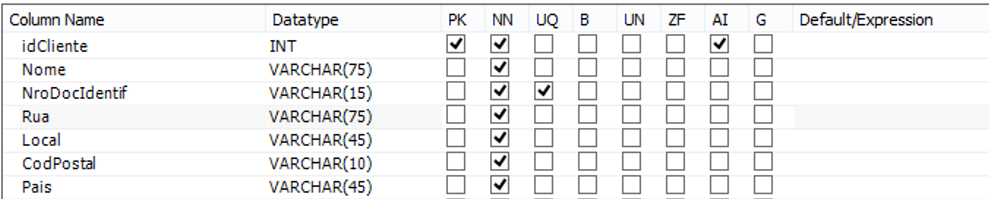 Column Name Datatype PK NN UQ B UN ZF AI G Default/Expression
idCliente INT
Nome VARCHAR(75)
NroDocIdentif VARCHAR(15)
Rua VARCHAR(75)
Local VARCHAR(45)
CodPostal VARCHAR(10)
Pais VARCHAR(45)